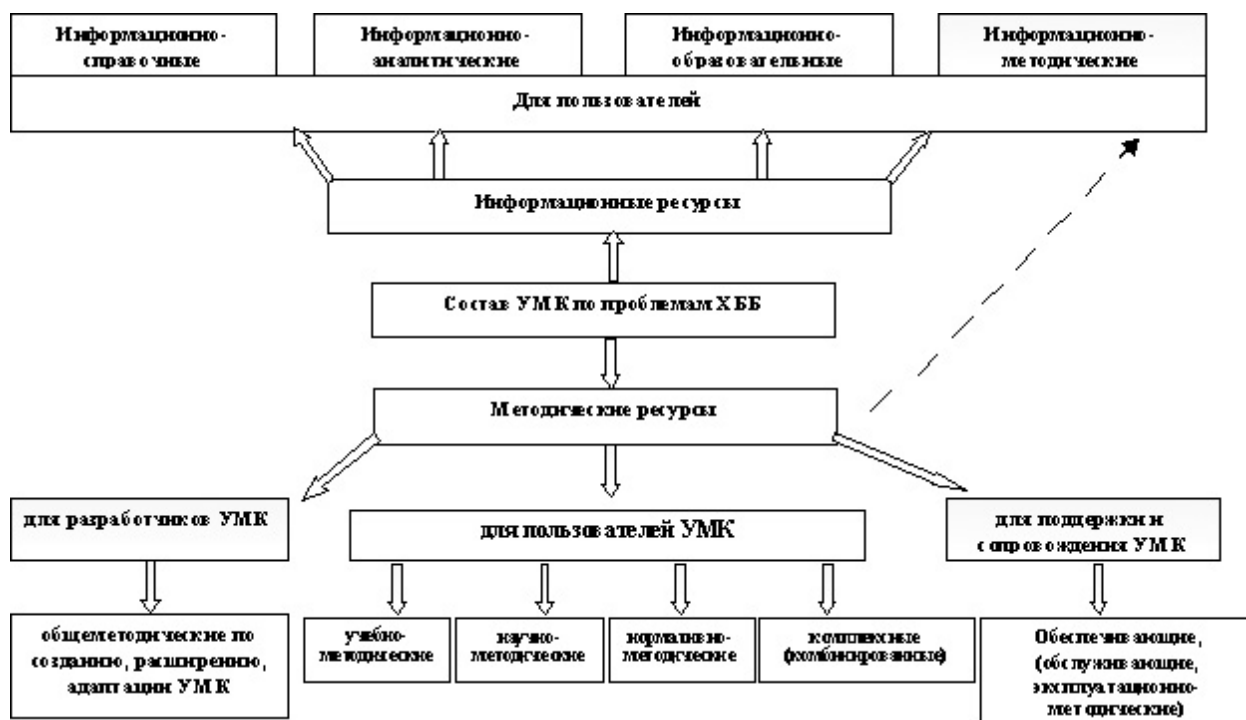 Информационно-
справочные
Информационно-
аналитические
Информационно-
образовательные
Информационно-
методические
Для пользователей
Информационные ресурсы
Состав УМК по проблемам ХББ
Методические ресурсы
для разработчиков УМК
для пользователей УМК
для поддержки и
сопровождения УМК
общеметодические по
созданию, расширению,
адаптации УМК
учебно-
методические
научно-
методические
нормативно-
методические
комплексные
(комбинированные)
Обеспечивающие,
(обслуживающие,
эксплуатационно-
методические)